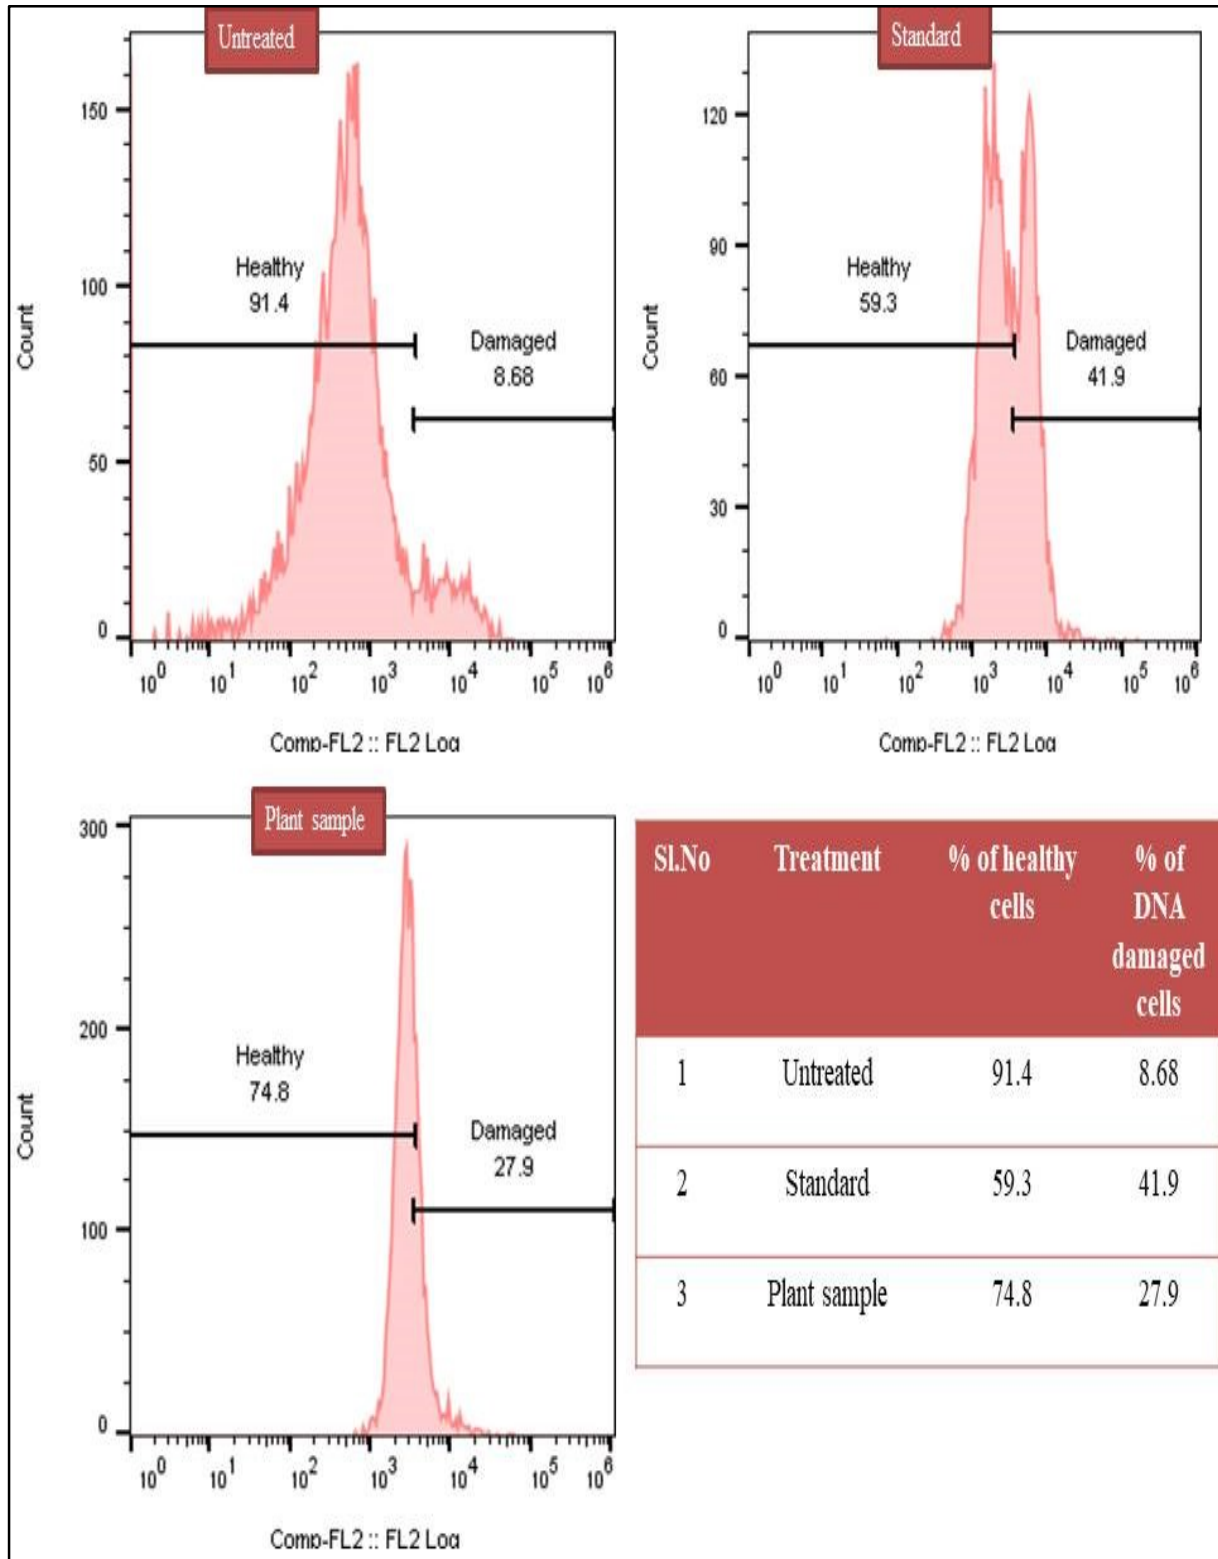 Untreated
150
100
50
0
Healthy
91.4
Damaged
8.68
Count
10^0 10^1 10^2 10^3 10^4 10^5 10^6
Comp-FL2 :: FL2 Log
Standard
120
90
60
30
0
Healthy
59.3
Damaged
41.9
Count
10^0 10^1 10^2 10^3 10^4 10^5 10^6
Comp-FL2 :: FL2 Log
Plant sample
300
200
100
0
Healthy
74.8
Damaged
27.9
Count
10^0 10^1 10^2 10^3 10^4 10^5 10^6
Comp-FL2 :: FL2 Log
Sl.No Treatment % of healthy cells % of DNA damaged cells
1 Untreated 91.4 8.68
2 Standard 59.3 41.9
3 Plant sample 74.8 27.9